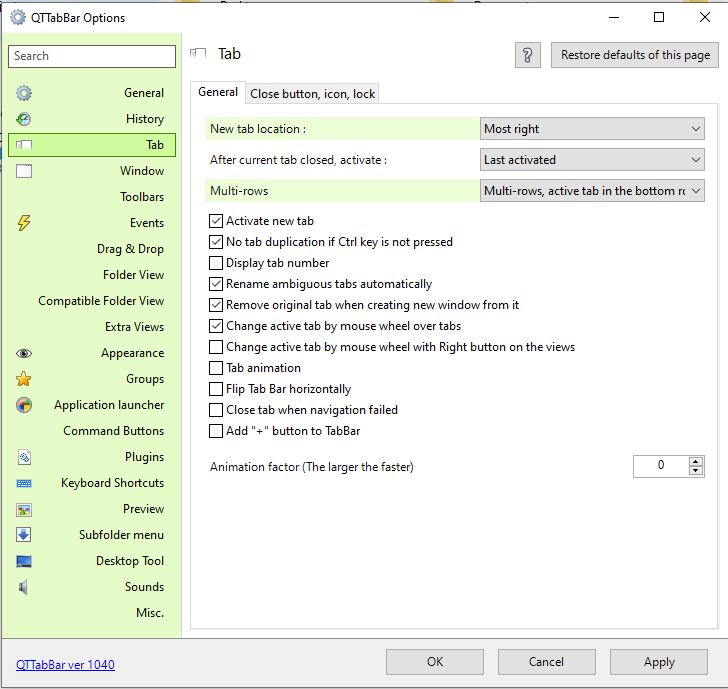 QTTabBar Options
Search
General
History
Tab
Window
Toolbars
Events
Drag & Drop
Folder View
Compatible Folder View
Extra Views
Appearance
Groups
Application launcher
Command Buttons
Plugins
Keyboard Shortcuts
Preview
Subfolder menu
Desktop Tool
Sounds
Misc.
Tab
?
Restore defaults of this page
General
Close button, icon, lock
New tab location :
Most right
After current tab closed, activate :
Last activated
Multi-rows
Multi-rows, active tab in the bottom ro
Activate new tab
No tab duplication if Ctrl key is not pressed
Display tab number
Rename ambiguous tabs automatically
Remove original tab when creating new window from it
Change active tab by mouse wheel over tabs
Change active tab by mouse wheel with Right button on the views
Tab animation
Flip Tab Bar horizontally
Close tab when navigation failed
Add "+" button to TabBar
Animation factor (The larger the faster)
0
QTTabBar ver 1040
OK
Cancel
Apply